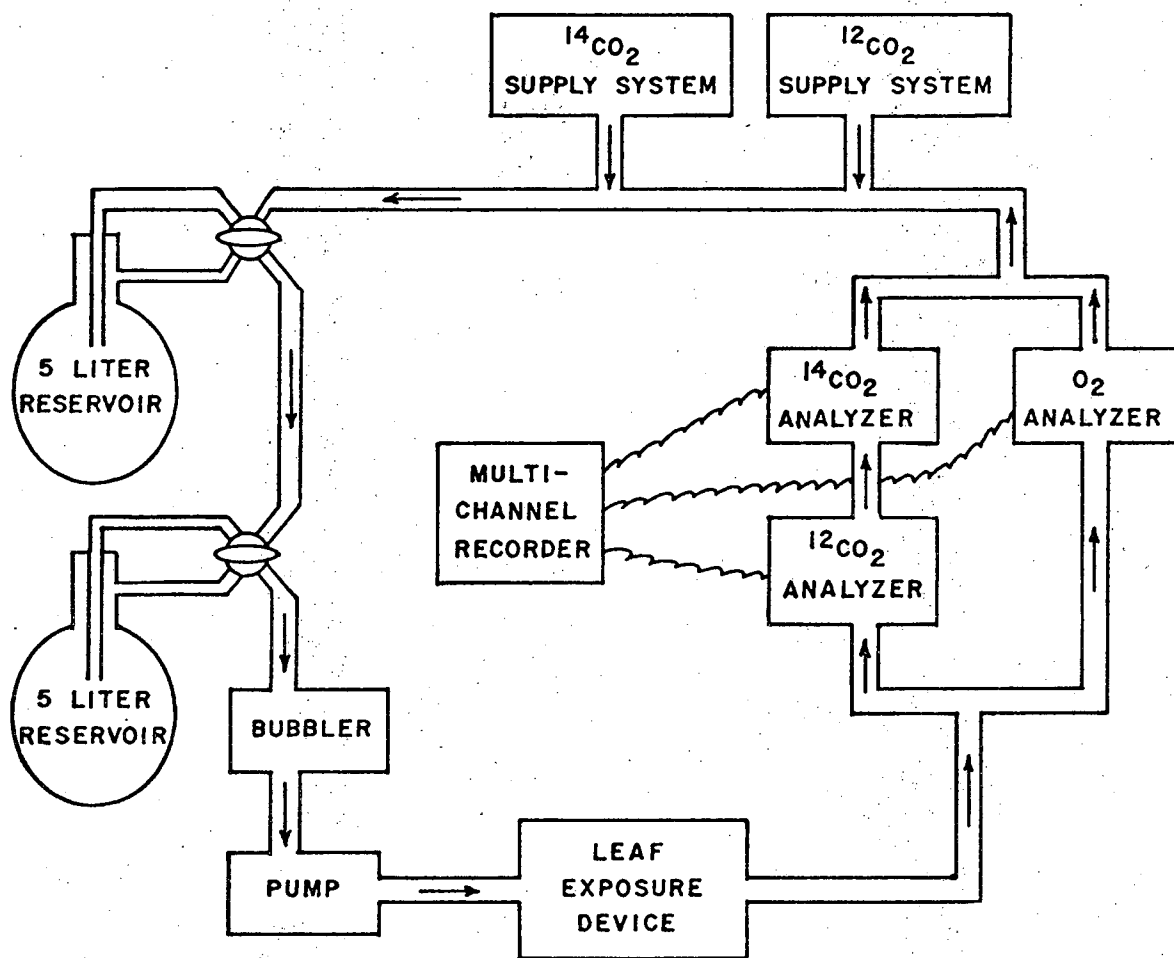 ¹⁴CO₂
SUPPLY SYSTEM
¹²CO₂
SUPPLY SYSTEM
5 LITER
RESERVOIR
¹⁴CO₂
ANALYZER
O₂
ANALYZER
MULTI-
CHANNEL
RECORDER
¹²CO₂
ANALYZER
5 LITER
RESERVOIR
BUBBLER
PUMP
LEAF
EXPOSURE
DEVICE